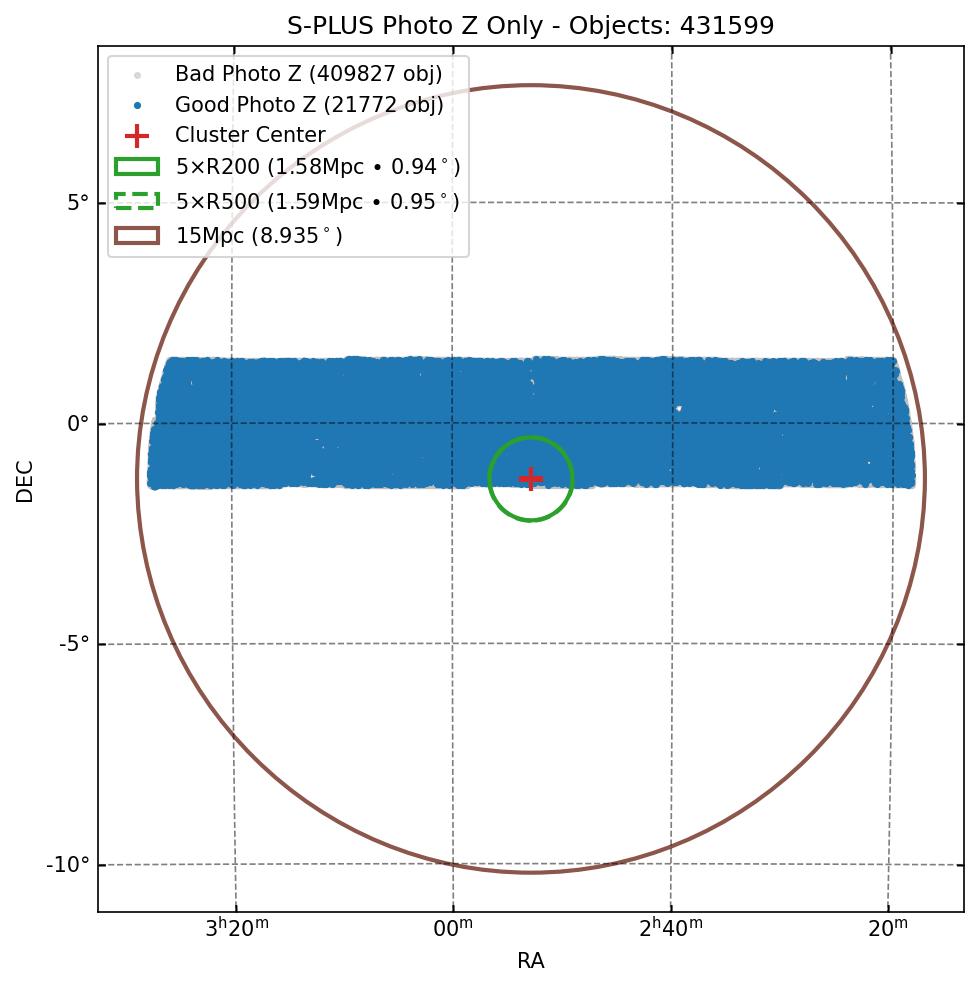 S-PLUS Photo Z Only - Objects: 431599
Bad Photo Z (409827 obj)
Good Photo Z (21772 obj)
Cluster Center
5×R200 (1.58Mpc • 0.94°)
5×R500 (1.59Mpc • 0.95°)
15Mpc (8.935°)
5°
0°
-5°
-10°
DEC
3h20m
00m
2h40m
20m
RA